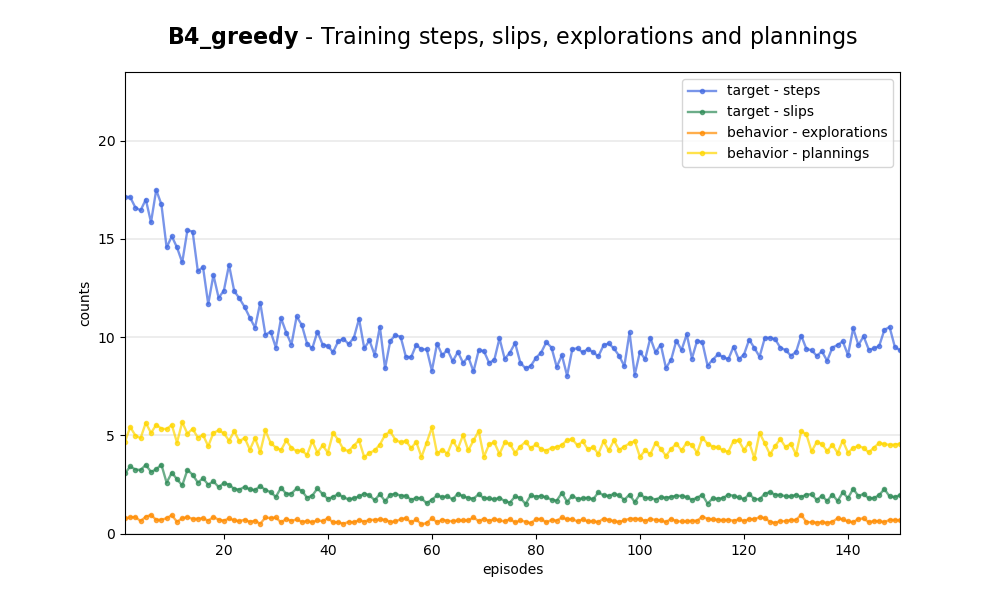 B4_greedy - Training steps, slips, explorations and plannings
target - steps
target - slips
behavior - explorations
behavior - plannings
20
15
10
5
0
counts
20
40
60
80
100
120
140
episodes